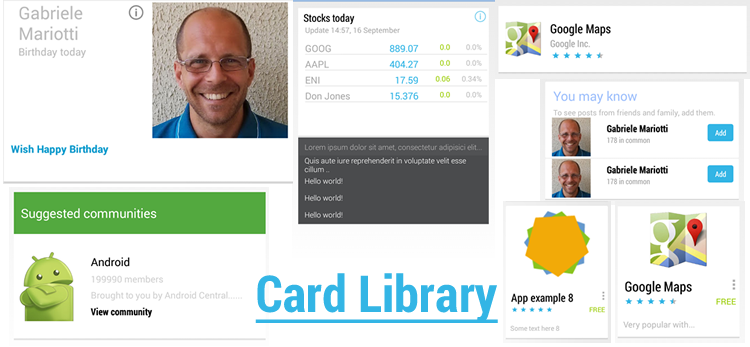 Gabriele
Mariotti
Birthday today
Wish Happy Birthday
Stocks today
Update 14:57, 16 September
GOOG 889.07 0.0 0.0%
AAPL 404.27 0.0 0.0%
ENI 17.59 0.06 0.34%
Don Jones 15.376 0.0 0.0%
Lorem ipsum dolor sit amet, consectetur adipisici elit...
Quis aute iure reprehenderit in voluptate velit esse
cillum ..
Hello world!
Hello world!
Hello world!
Google Maps
Google Inc.
You may know
To see posts from friends and family, add them.
Gabriele Mariotti
178 in common
Add
Gabriele Mariotti
178 in common
Add
Suggested communities
Android
199990 members
Brought to you by Android Central......
View community
Card Library
App example 8
FREE
Some text here 8
Google Maps
FREE
Very popular with...